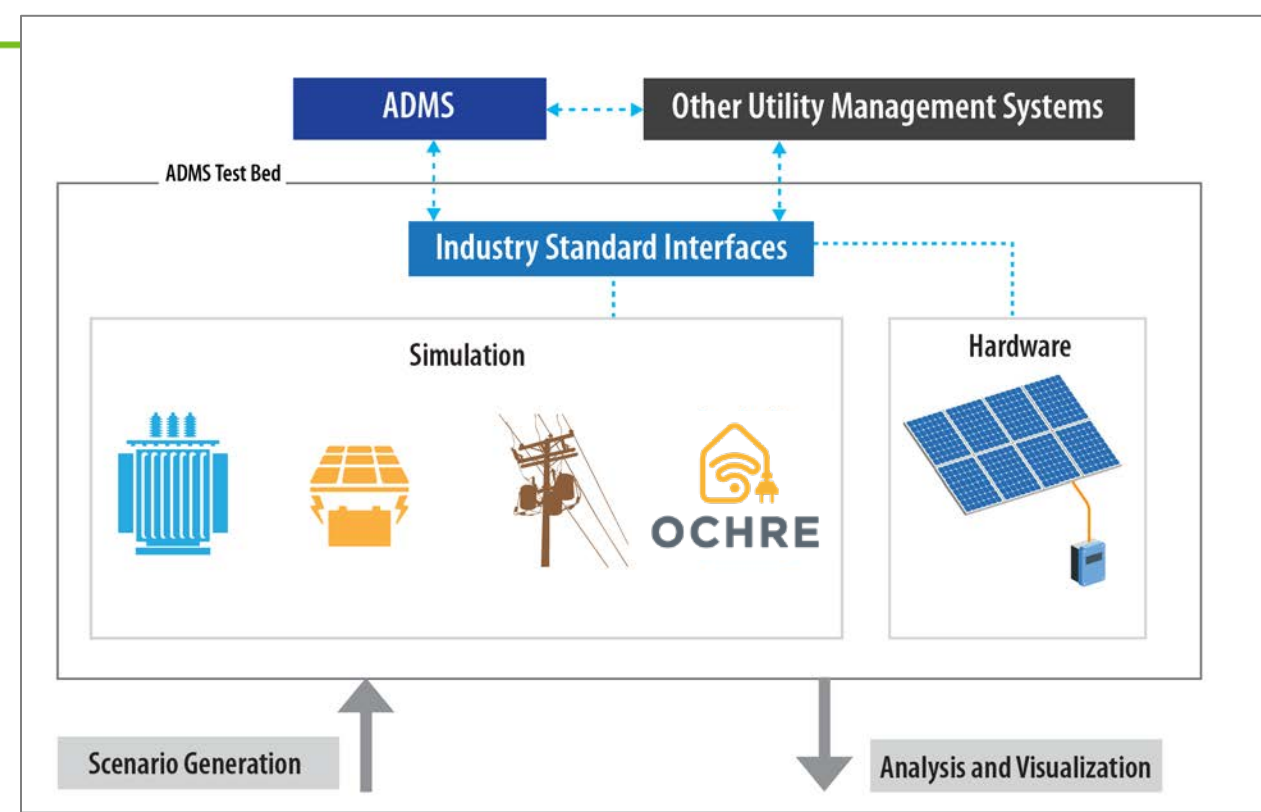 ADMS
Other Utility Management Systems
ADMS Test Bed
Industry Standard Interfaces
Simulation
Hardware
OCHRE
Scenario Generation
Analysis and Visualization